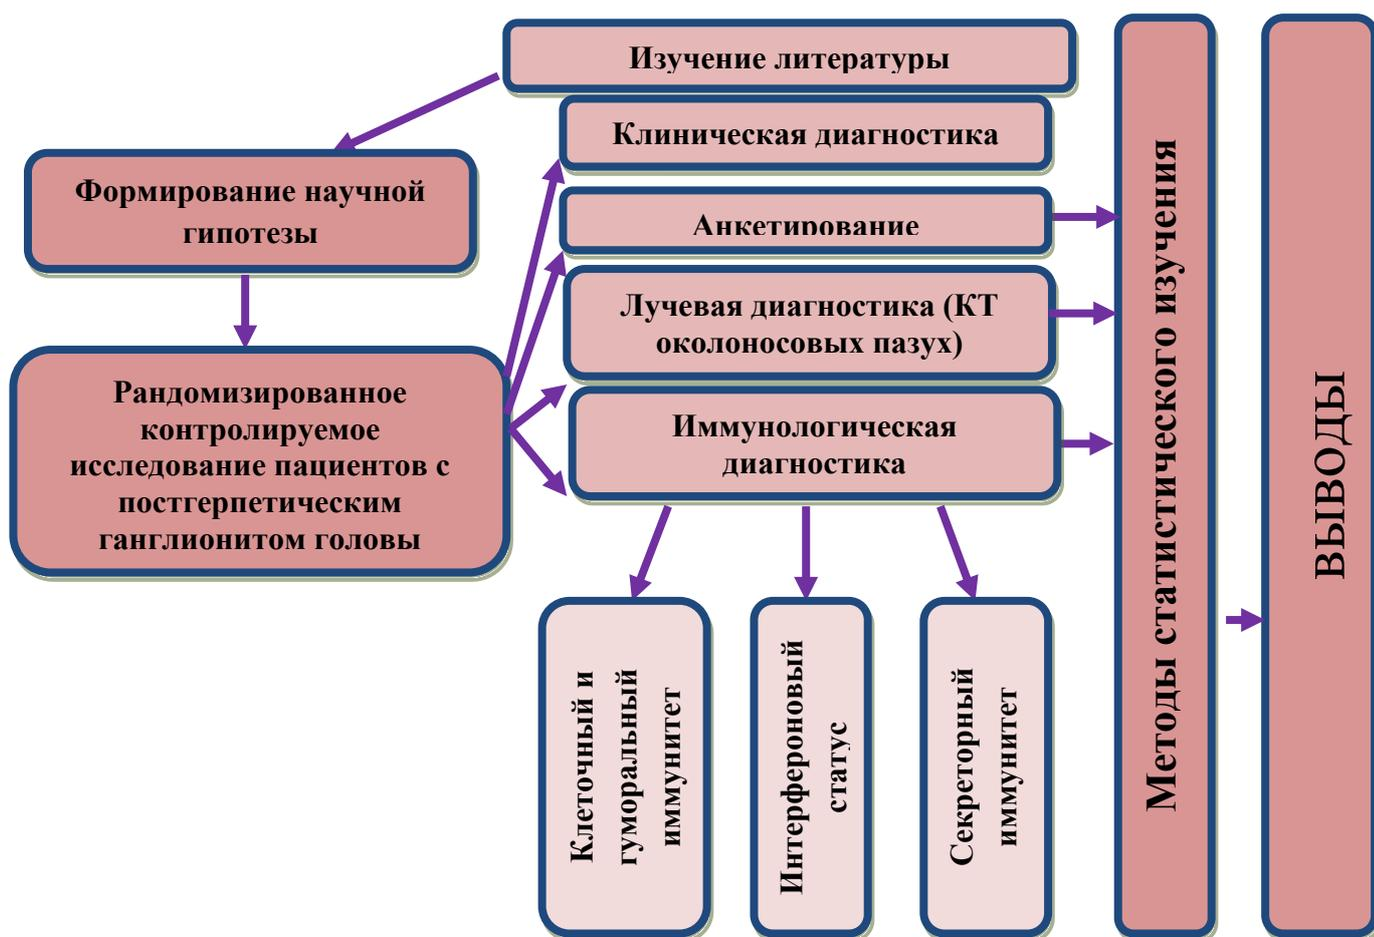 Изучение литературы
Клиническая диагностика
Формирование научной
гипотезы
Анкетирование
Лучевая диагностика (КТ
околоносовых пазух)
Рандомизированное
контролируемое
исследование пациентов с
постгерпетическим
ганглионитом головы
Иммунологическая
диагностика
Клеточный и
гуморальный
иммунитет
Интерфероновый
статус
Секреторный
иммунитет
Методы статистического изучения
ВЫВОДЫ